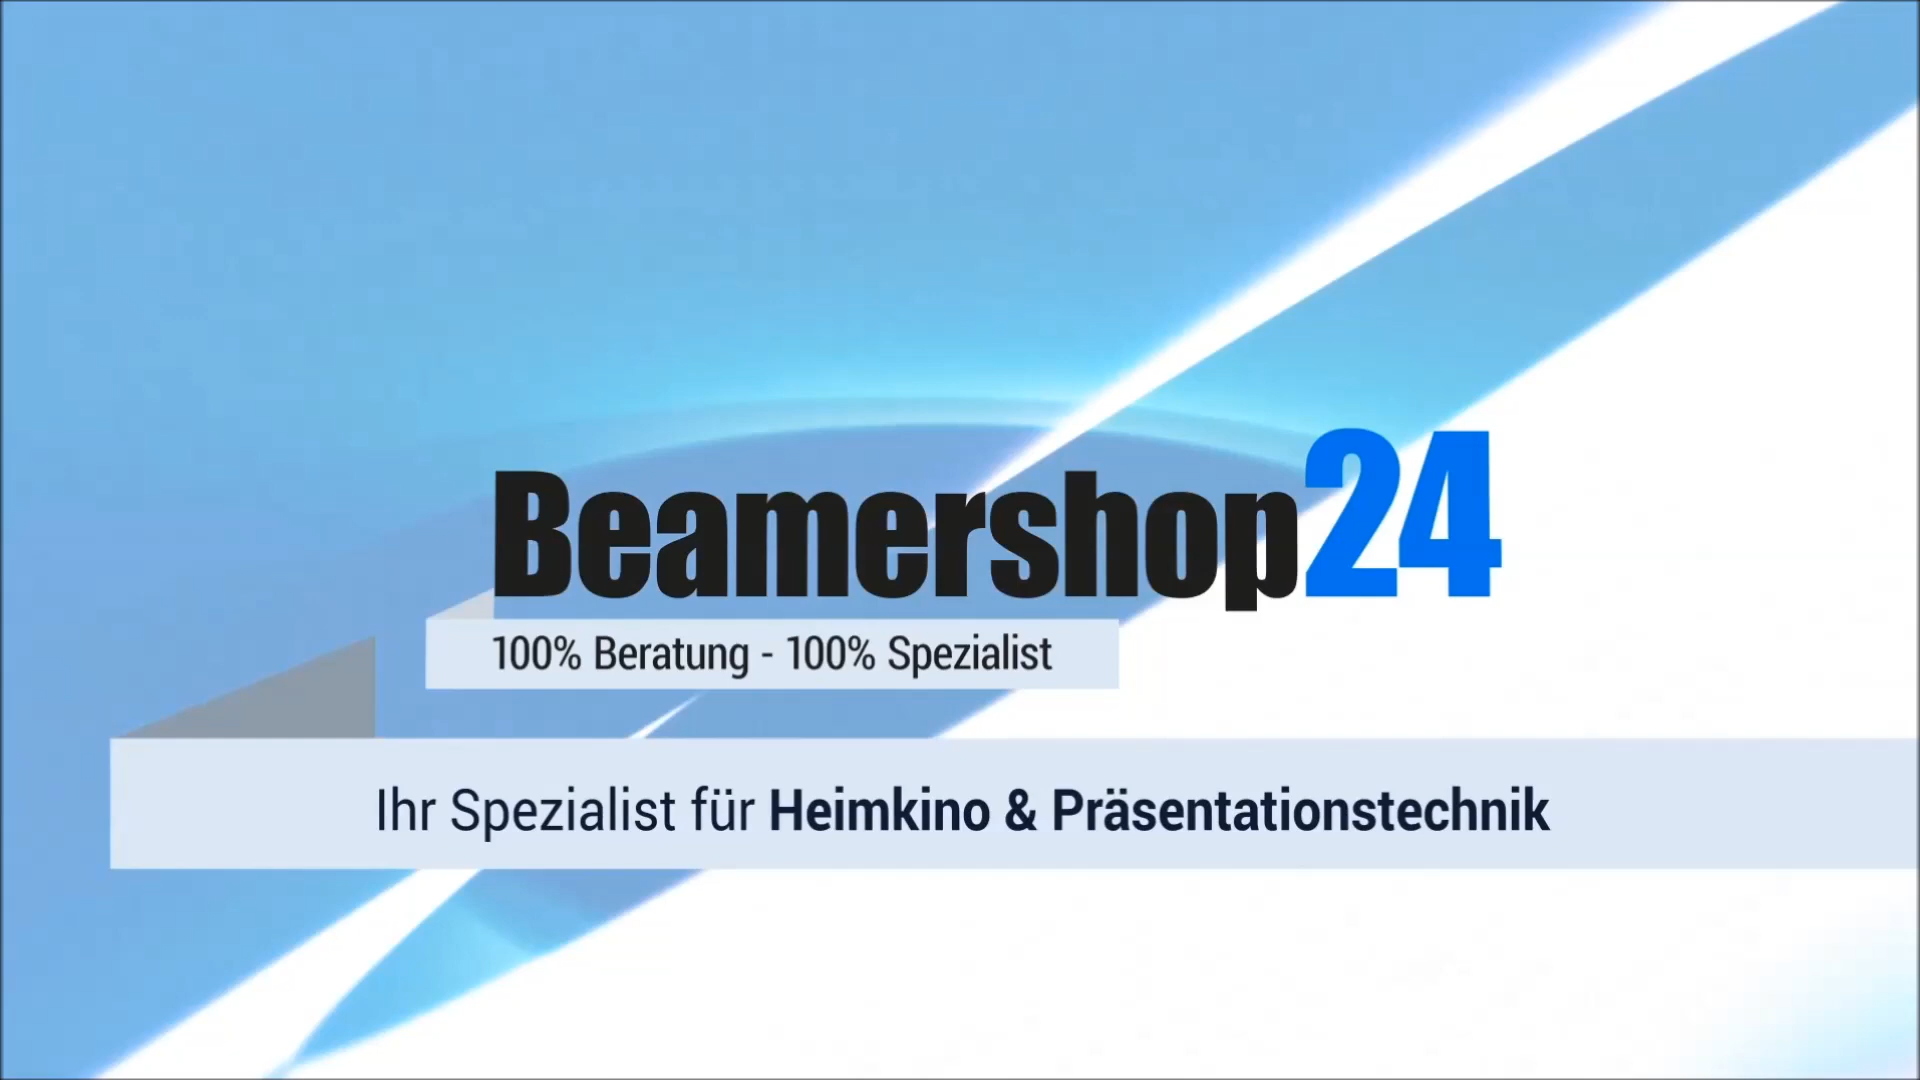 Beamershop24
100% Beratung - 100% Spezialist
Ihr Spezialist für Heimkino & Präsentationstechnik